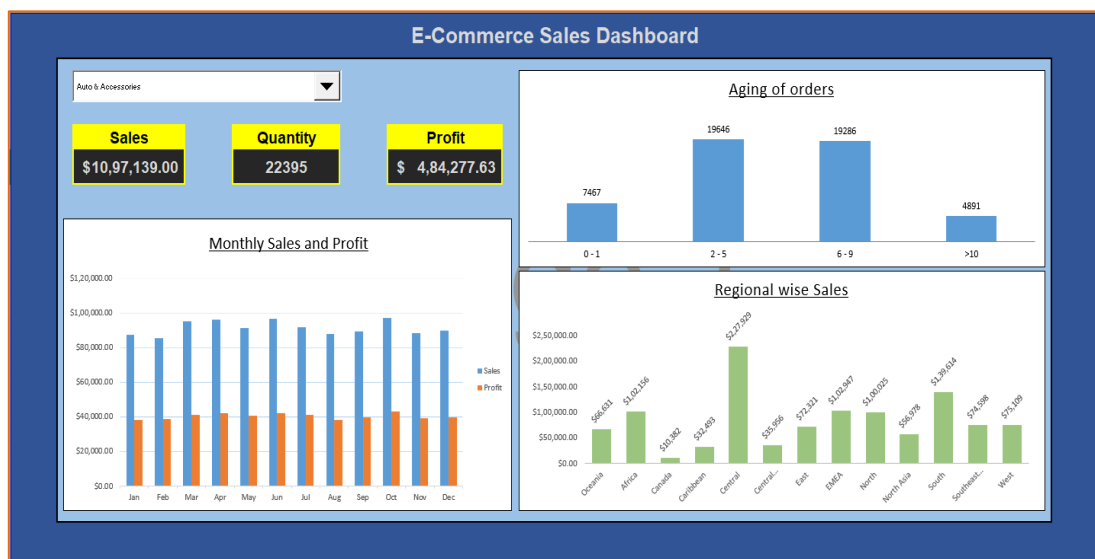 E-Commerce Sales Dashboard
Auto & Accessories
Sales
$10,97,139.00
Quantity
22395
Profit
$ 4,84,277.63
Monthly Sales and Profit
$1,20,000.00
$1,00,000.00
$80,000.00
$60,000.00
$40,000.00
$20,000.00
$0.00
Jan Feb Mar Apr May Jun Jul Aug Sep Oct Nov Dec
Sales
Profit
Aging of orders
7467 19646 19286 4891
0 - 1 2 - 5 6 - 9 >10
Regional wise Sales
$2,50,000.00
$2,00,000.00
$1,50,000.00
$1,00,000.00
$50,000.00
$0.00
$66,631 $1,02,156 $10,382 $32,493 $2,27,929 $35,956 $72,321 $1,02,947 $1,00,025 $56,978 $1,39,614 $74,598 $75,109
Oceania Africa Canada Caribbean Central Central... East EMEA North North Asia South Southeast... West